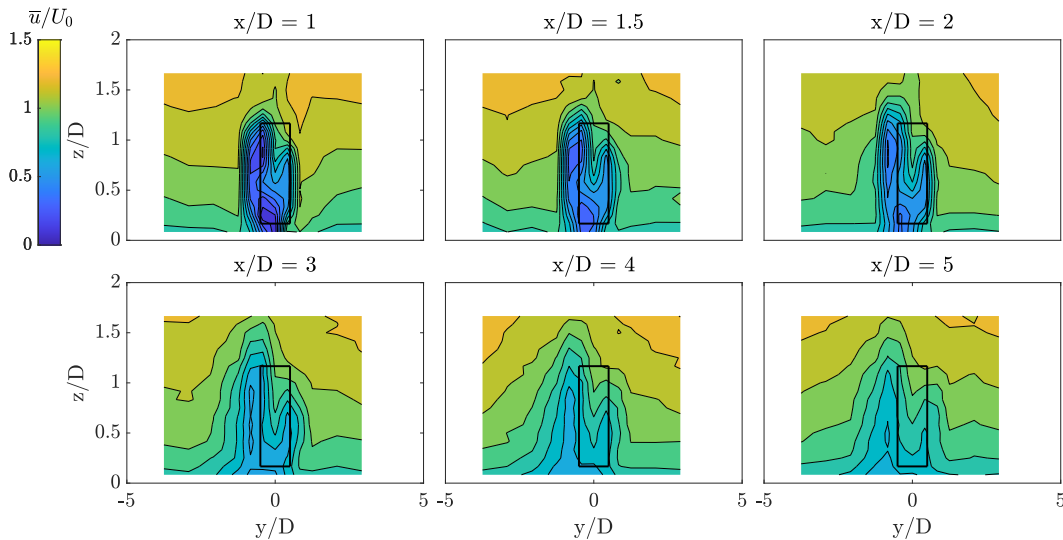 u̅/U₀
1.5
1
0.5
0
x/D = 1
x/D = 1.5
x/D = 2
z/D
2
1.5
1
0.5
0
x/D = 3
x/D = 4
x/D = 5
z/D
2
1.5
1
0.5
0
-5 0 5
-5 0 5
-5 0 5
y/D
y/D
y/D